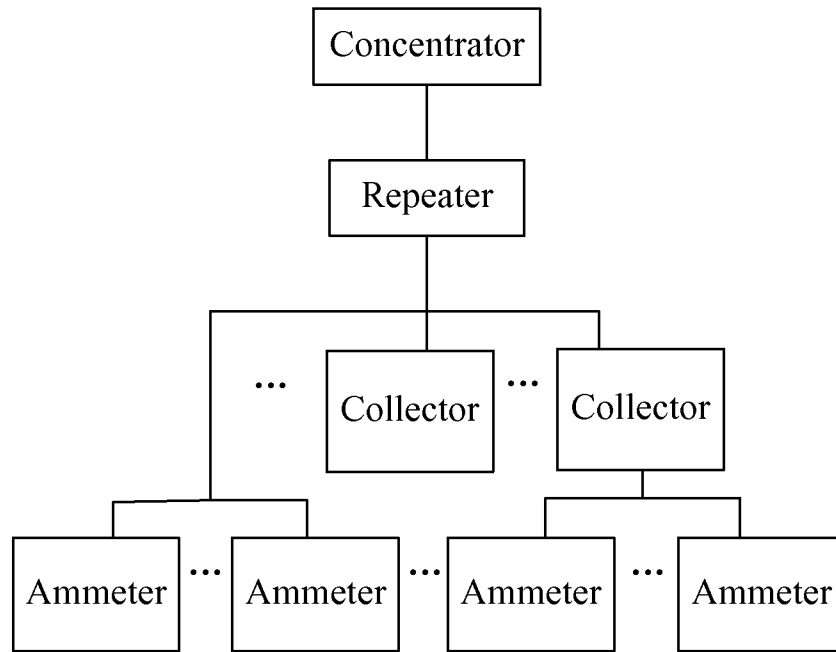 Concentrator
Repeater
... Collector ... Collector
Ammeter ... Ammeter ... Ammeter ... Ammeter